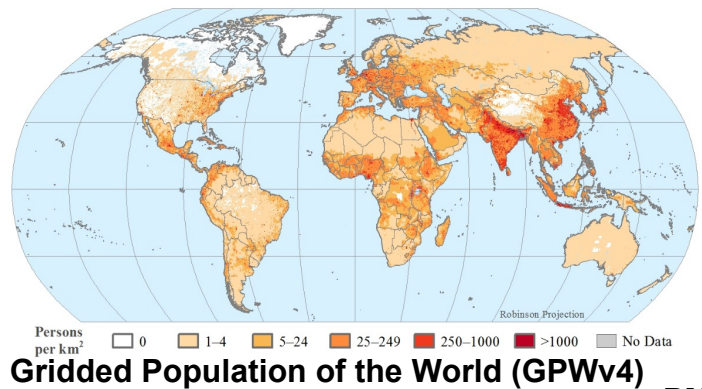 Robinson Projection
Persons
per km²
0
1–4
5–24
25–249
250–1000
>1000
No Data
Gridded Population of the World (GPWv4)